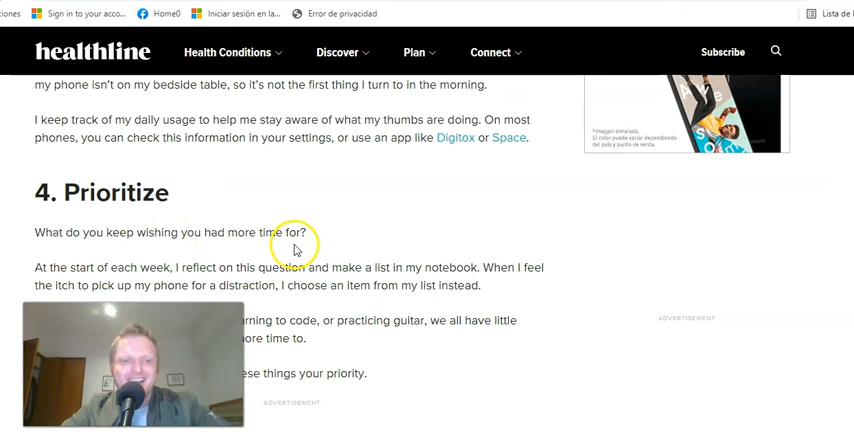 ciones
Sign in to your acco...
Home0
Iniciar sesión en la...
Error de privacidad
Lista de l
healthline
Health Conditions
Discover
Plan
Connect
Subscribe
my phone isn't on my bedside table, so it's not the first thing I turn to in the morning.
I keep track of my daily usage to help me stay aware of what my thumbs are doing. On most
phones, you can check this information in your settings, or use an app like Digitox or Space.
*Imagen simulada.
El color puede variar dependiendo
del país y punto de venta.
4. Prioritize
What do you keep wishing you had more time for?
At the start of each week, I reflect on this question and make a list in my notebook. When I feel
the itch to pick up my phone for a distraction, I choose an item from my list instead.
rning to code, or practicing guitar, we all have little
ore time to.
ese things your priority.
ADVERTISEMENT
ADVERTISEMENT